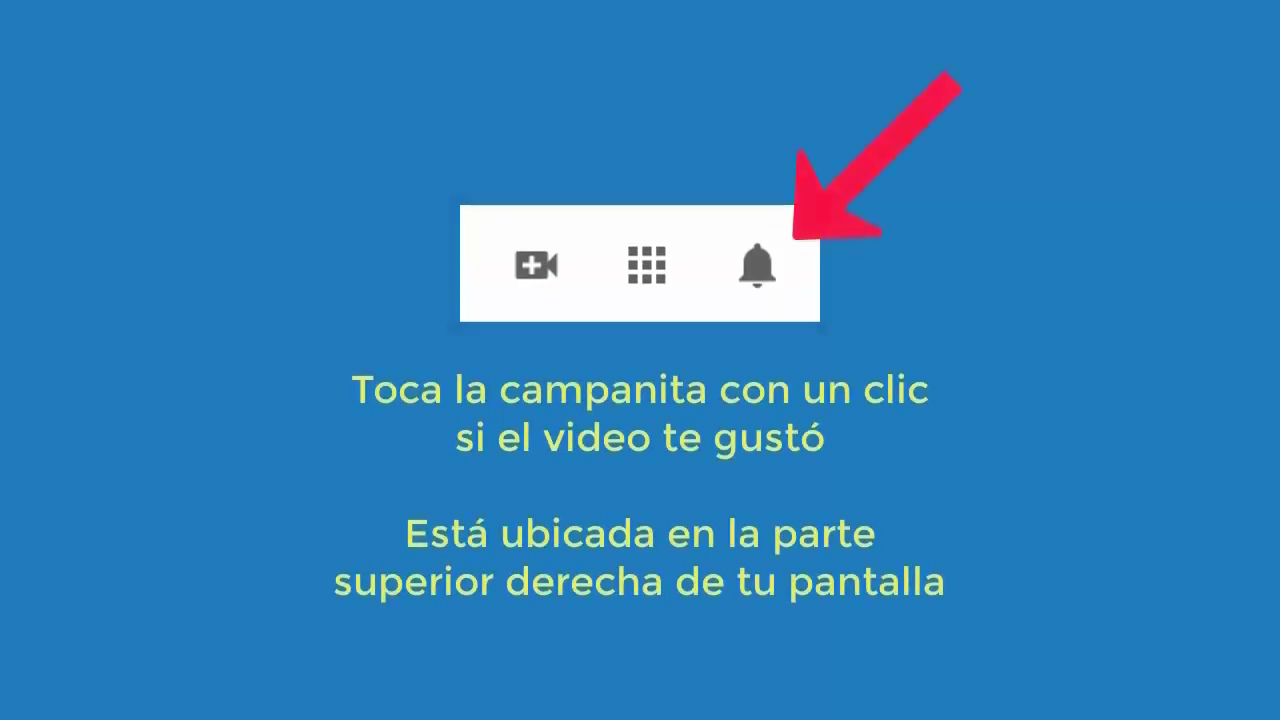 Toca la campanita con un clic
si el video te gustó
Está ubicada en la parte
superior derecha de tu pantalla